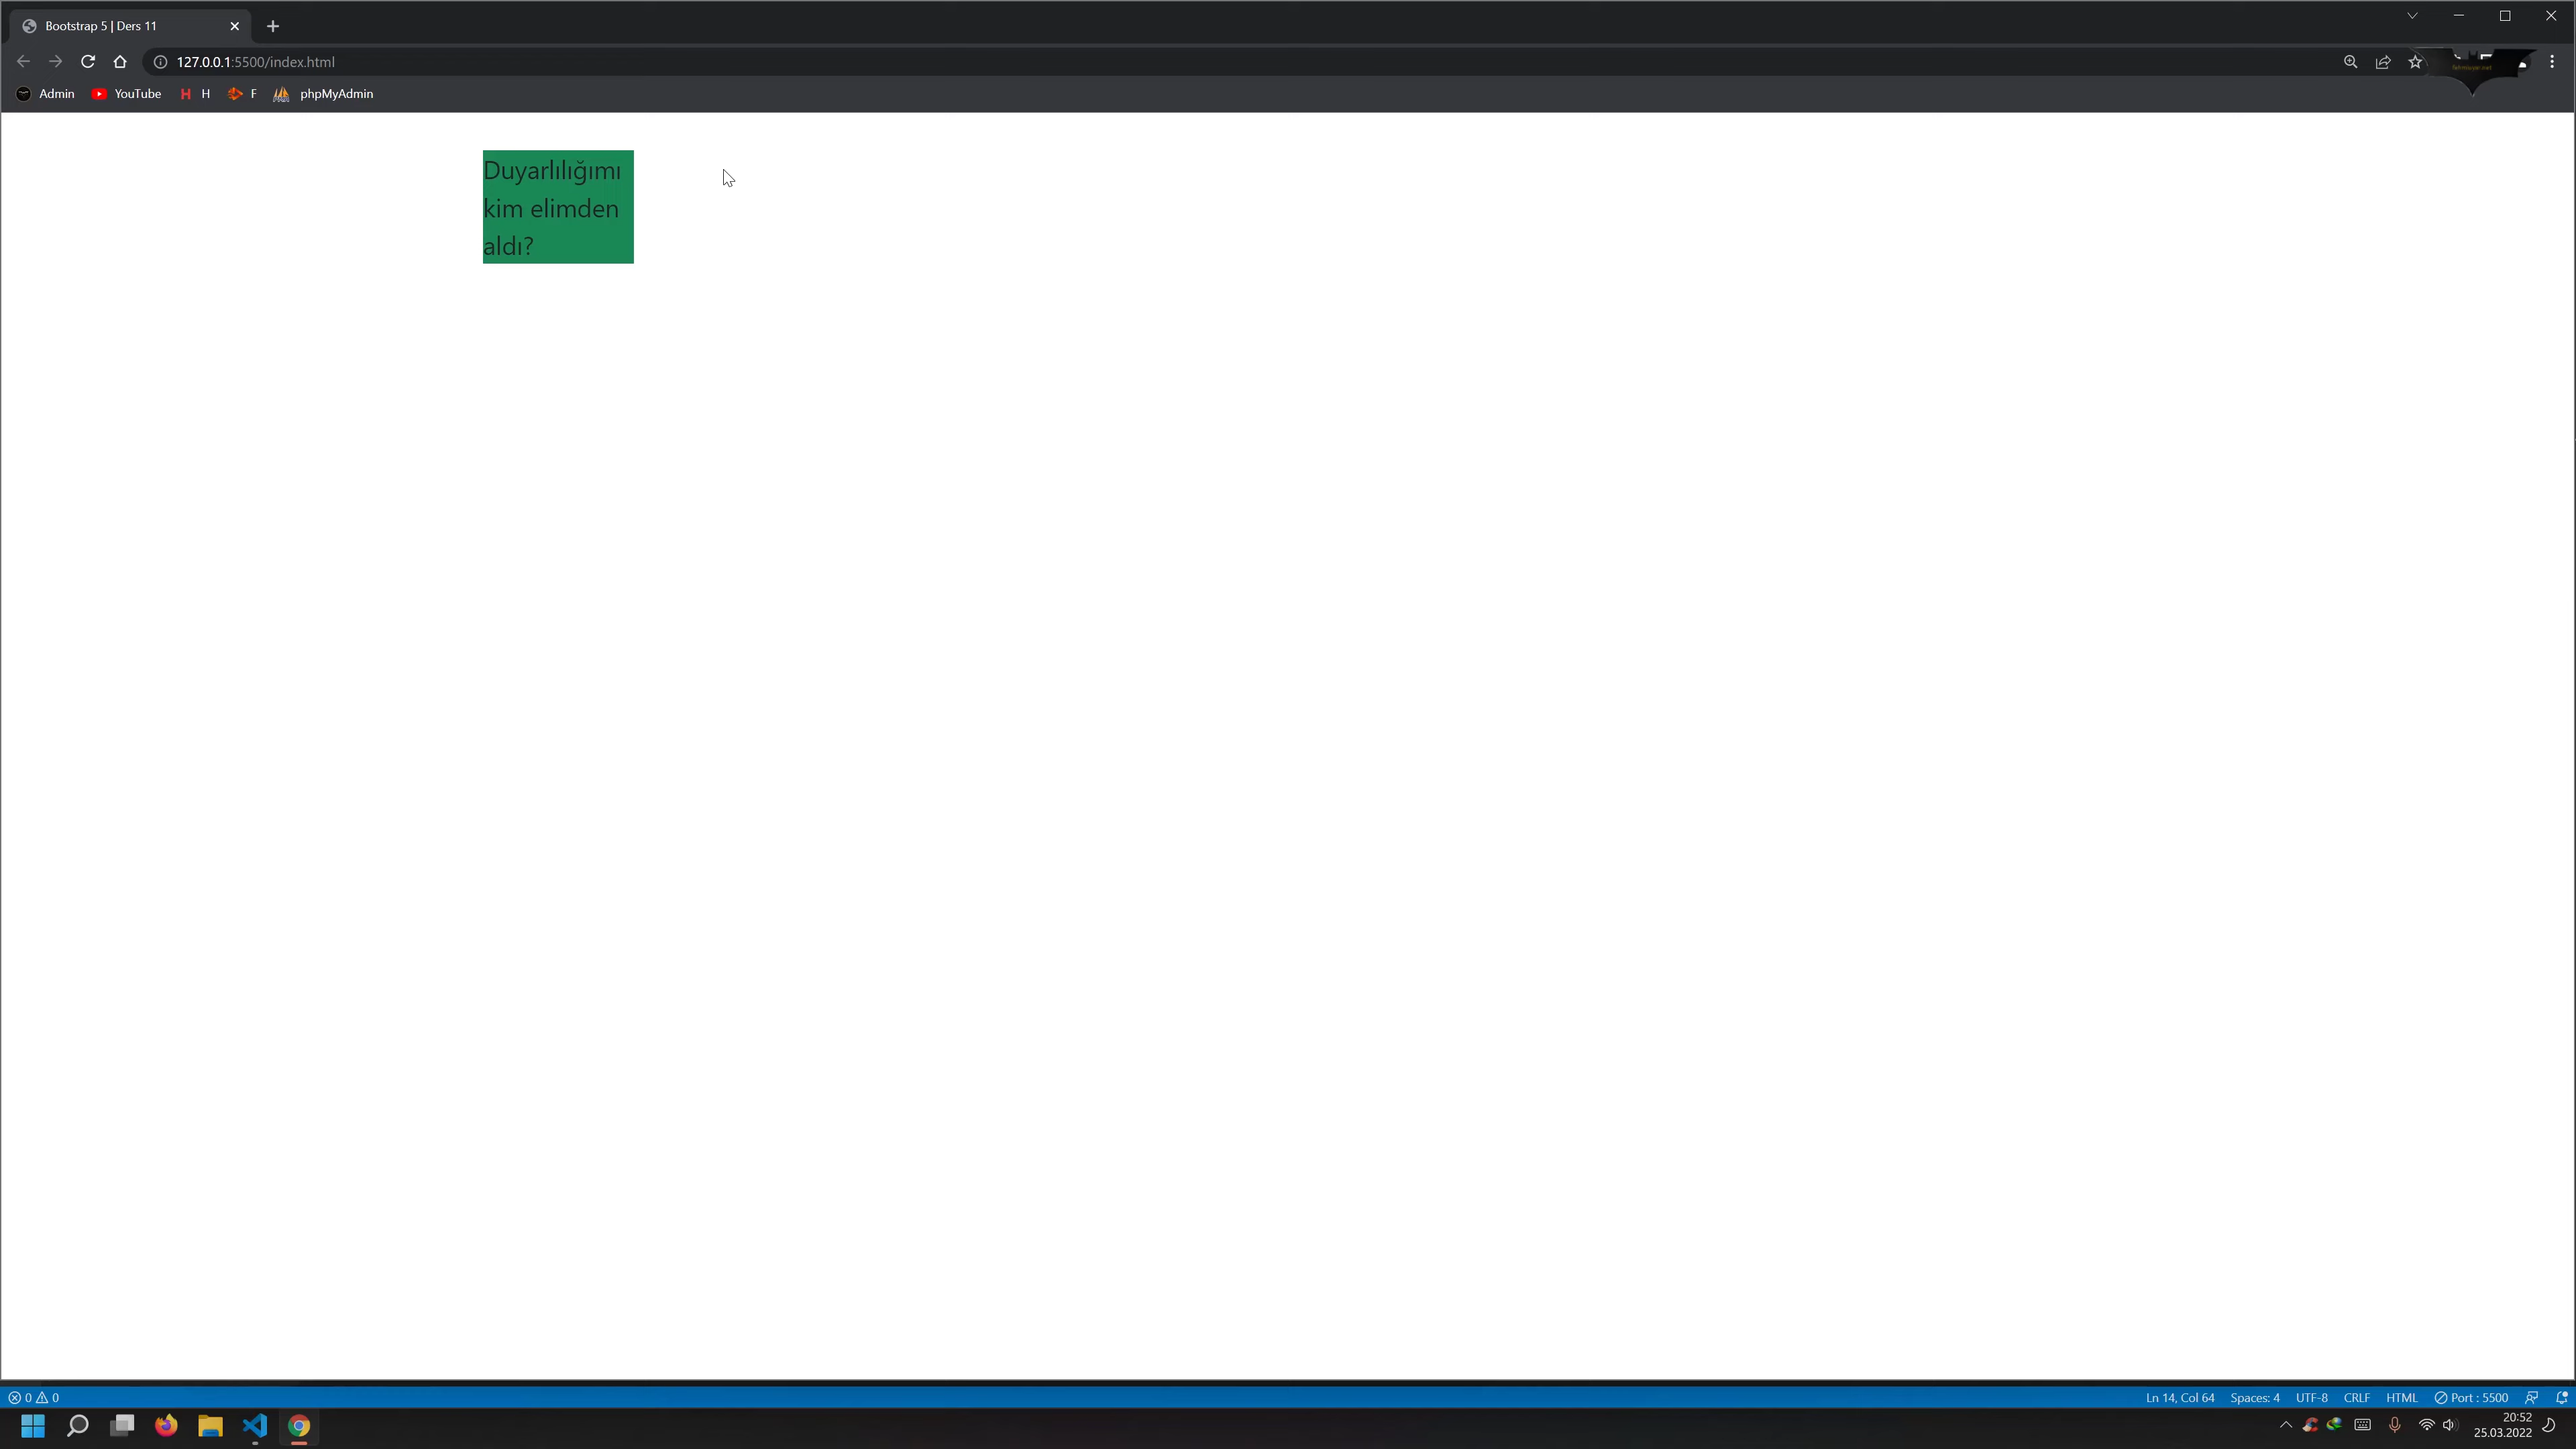 Bootstrap 5 | Ders 11
127.0.0.1:5500/index.html
Admin YouTube H F phpMyAdmin
Duyarlılığımı
kim elimden
aldı?
0 0 Ln 14, Col 64 Spaces: 4 UTF-8 CRLF HTML Port : 5500
20:52
25.03.2022